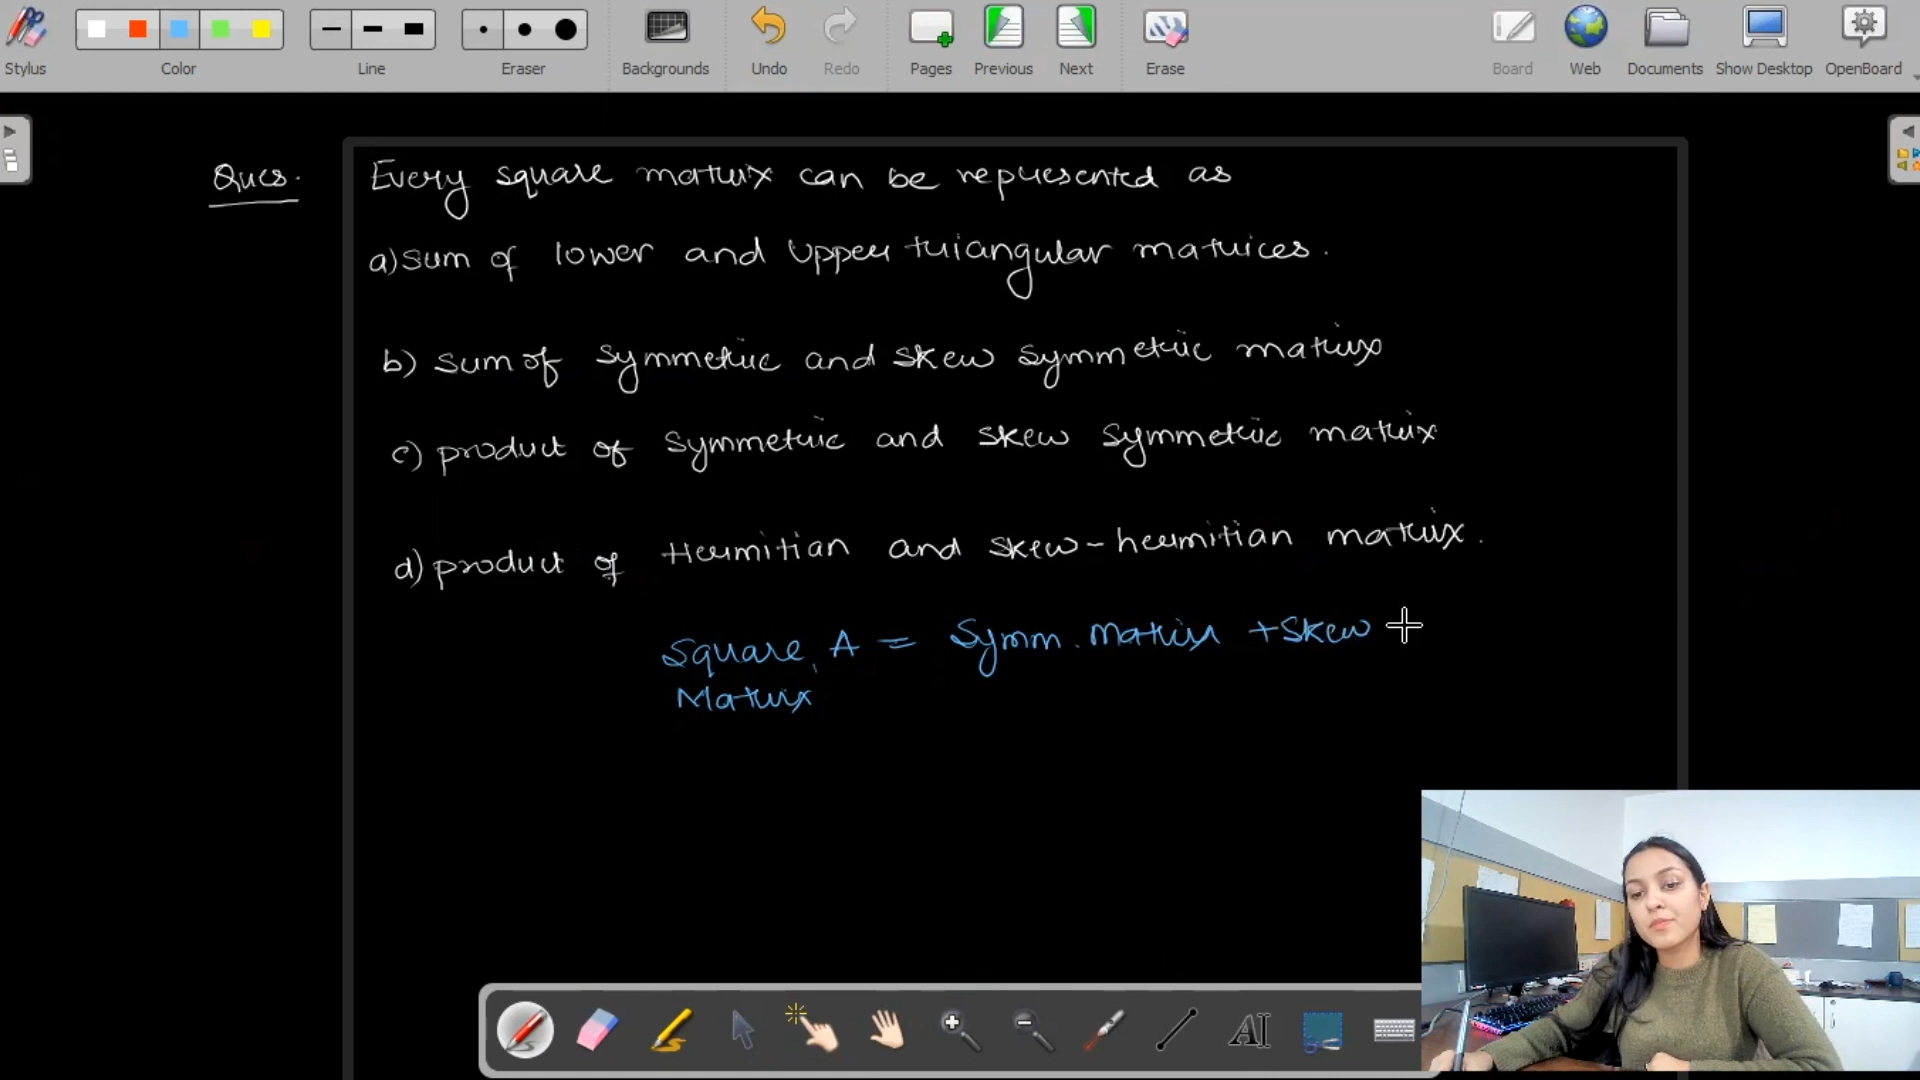 Stylus Color Line Eraser Backgrounds Undo Redo Pages Previous Next Erase Board Web Documents Show Desktop OpenBoard
Ques. Every square matrix can be represented as
a) sum of lower and upper triangular matrices.
b) sum of symmetric and skew symmetric matrix
c) product of symmetric and skew symmetric matrix
d) product of Hermitian and skew-hermitian matrix.
Square A = Symm. Matrix + Skew
Matrix
AI